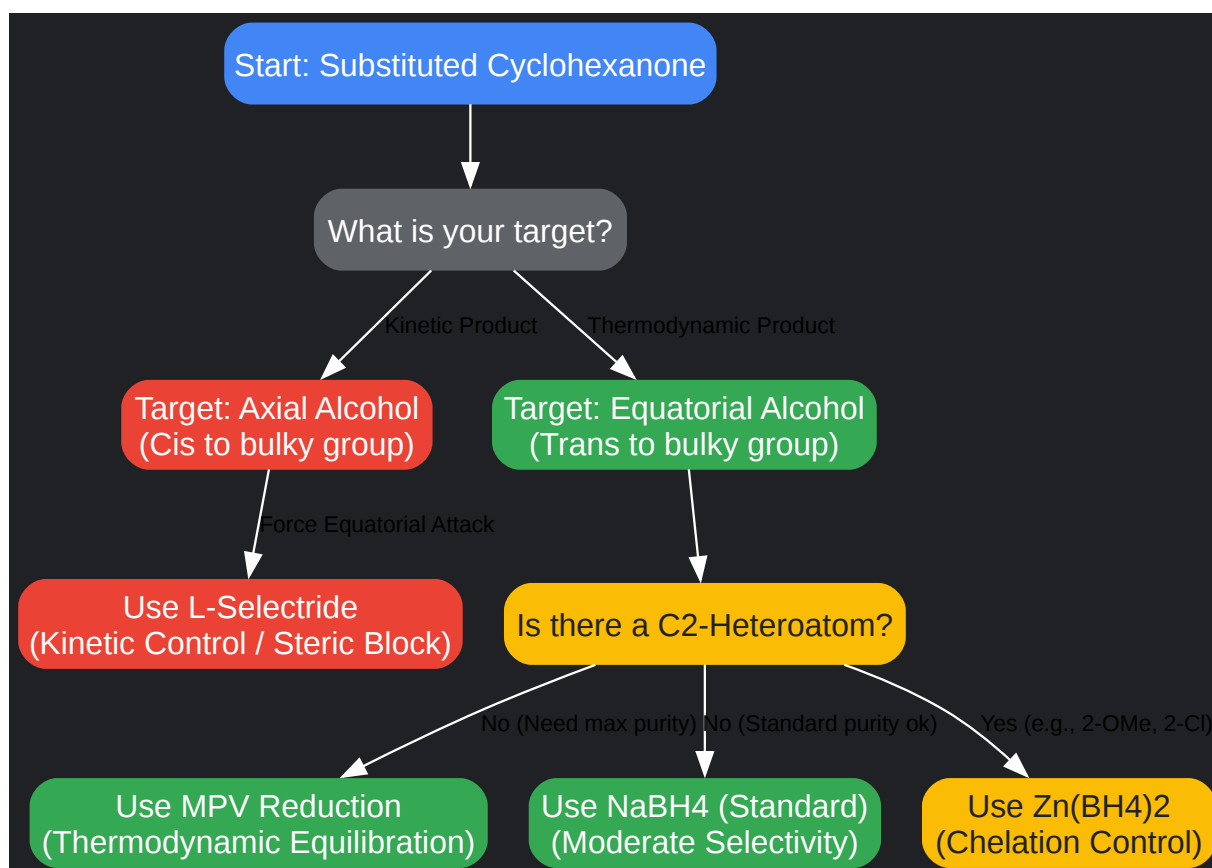 Start: Substituted Cyclohexanone
What is your target?
Kinetic Product
Thermodynamic Product
Target: Axial Alcohol
(Cis to bulky group)
Target: Equatorial Alcohol
(Trans to bulky group)
Force Equatorial Attack
Use L-Selectride
(Kinetic Control / Steric Block)
Is there a C2-Heteroatom?
No (Need max purity)
No (Standard purity ok)
Yes (e.g., 2-OMe, 2-Cl)
Use MPV Reduction
(Thermodynamic Equilibration)
Use NaBH4 (Standard)
(Moderate Selectivity)
Use Zn(BH4)2
(Chelation Control)